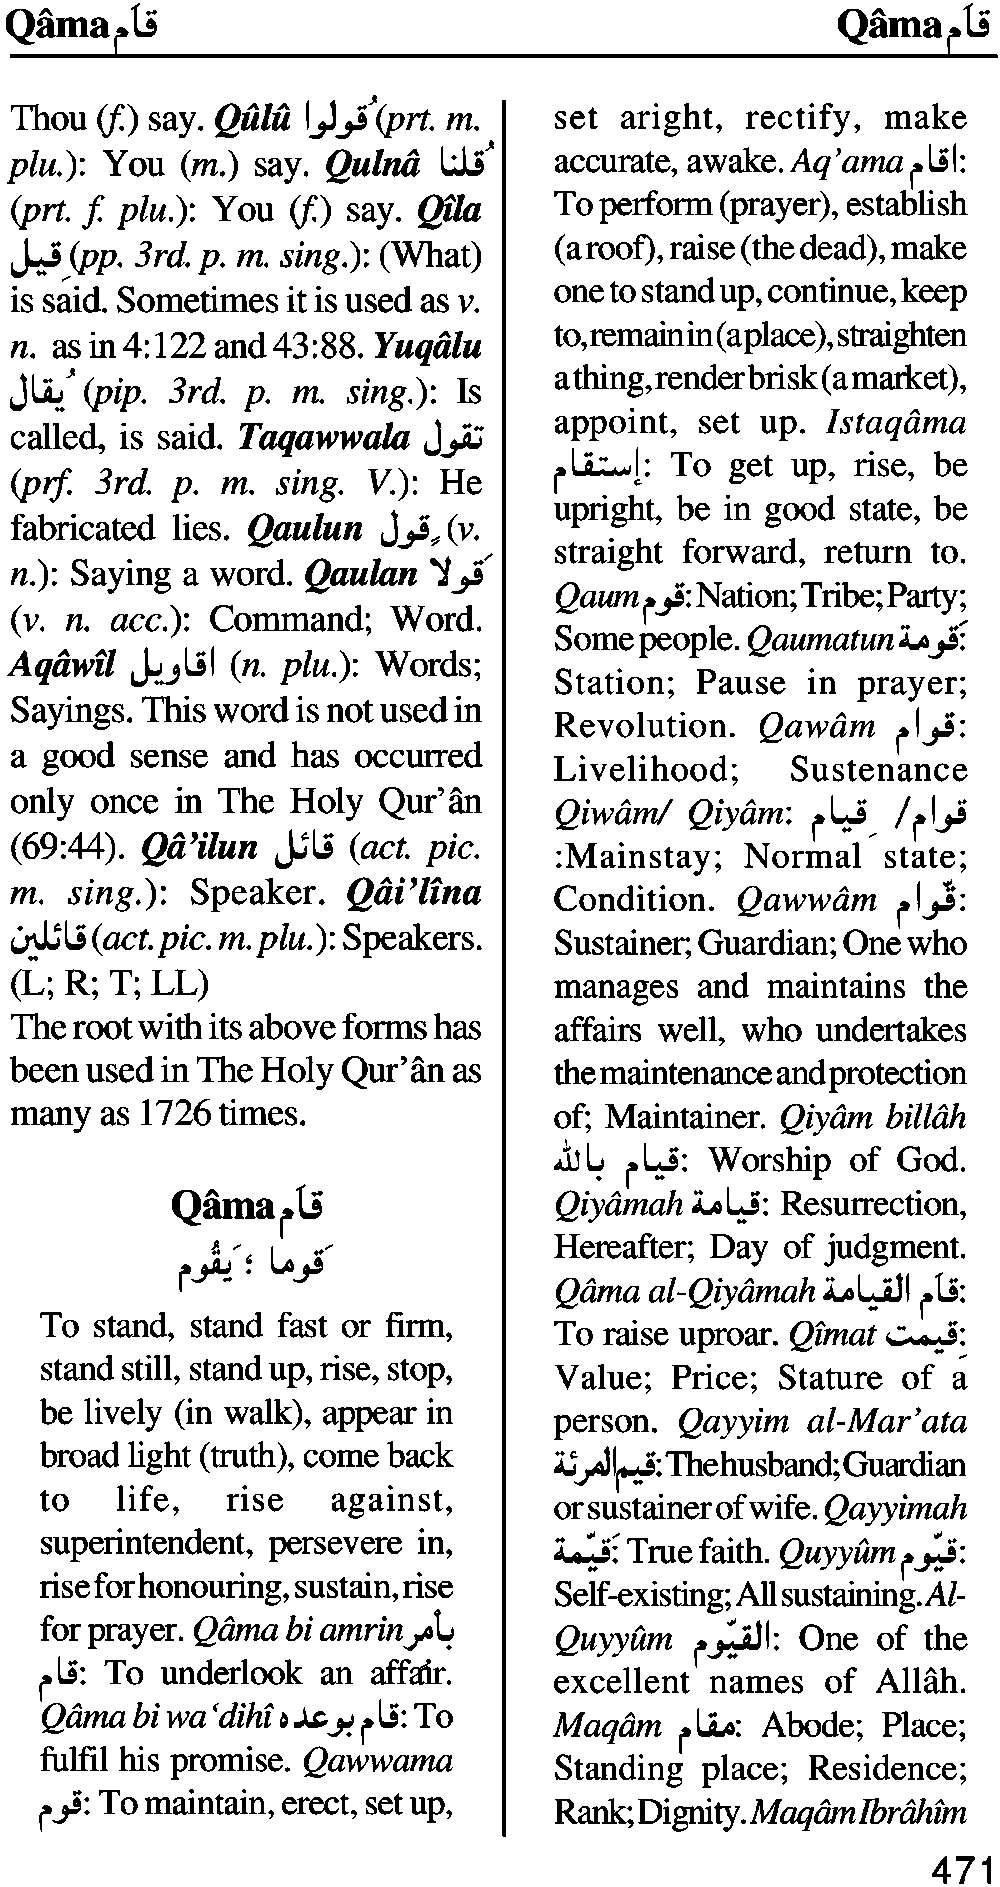 Qâma قَام Qâma قَام
Thou (f.) say. Qûlû قُولوا (prt. m.
plu.): You (m.) say. Qulnâ قُلنا
(prt. f. plu.): You (f.) say. Qîla
قِيل (pp. 3rd. p. m. sing.): (What)
is said. Sometimes it is used as v.
n. as in 4:122 and 43:88. Yuqâlu
يُقال (pip. 3rd. p. m. sing.): Is
called, is said. Taqawwala تقول
(prf. 3rd. p. m. sing. V.): He
fabricated lies. Qaulun قولٍ (v.
n.): Saying a word. Qaulan قَولا
(v. n. acc.): Command; Word.
Aqâwîl اقاويل (n. plu.): Words;
Sayings. This word is not used in
a good sense and has occurred
only once in The Holy Qur’ân
(69:44). Qâ’ilun قائل (act. pic.
m. sing.): Speaker. Qâi’lîna
قائلين (act. pic. m. plu.): Speakers.
(L; R; T; LL)
The root with its above forms has
been used in The Holy Qur’ân as
many as 1726 times.
Qâma قَام
قَوما ؛ يَقُوم
To stand, stand fast or firm,
stand still, stand up, rise, stop,
be lively (in walk), appear in
broad light (truth), come back
to life, rise against,
superintendent, persevere in,
rise for honouring, sustain, rise
for prayer. Qâma bi amrin بأمر
قام: To underlook an affair.
Qâma bi wa‘dihî قام بوعده: To
fulfil his promise. Qawwama
قوم: To maintain, erect, set up,
set aright, rectify, make
accurate, awake. Aq’ama اقام:
To perform (prayer), establish
(a roof), raise (the dead), make
one to stand up, continue, keep
to, remain in (a place), straighten
a thing, render brisk (a market),
appoint, set up. Istaqâma
إستقام: To get up, rise, be
upright, be in good state, be
straight forward, return to.
Qaum قوم: Nation; Tribe; Party;
Some people. Qaumatun قَومة:
Station; Pause in prayer;
Revolution. Qawâm قوام:
Livelihood; Sustenance
Qiwâm/ Qiyâm: قوام/ قِيام
:Mainstay; Normal state;
Condition. Qawwâm قّوام:
Sustainer; Guardian; One who
manages and maintains the
affairs well, who undertakes
the maintenance and protection
of; Maintainer. Qiyâm billâh
قيام بالله: Worship of God.
Qiyâmah قيامة: Resurrection,
Hereafter; Day of judgment.
Qâma al-Qiyâmah قَام القيامة:
To raise uproar. Qîmat قِيمت:
Value; Price; Stature of a
person. Qayyim al-Mar’ata
قيم المرئة: The husband; Guardian
or sustainer of wife. Qayyimah
قَيّمة: True faith. Quyyûm قيّوم:
Self-existing; All sustaining. Al-
Quyyûm القيّوم: One of the
excellent names of Allâh.
Maqâm مقام: Abode; Place;
Standing place; Residence;
Rank; Dignity. Maqâm Ibrâhîm
471